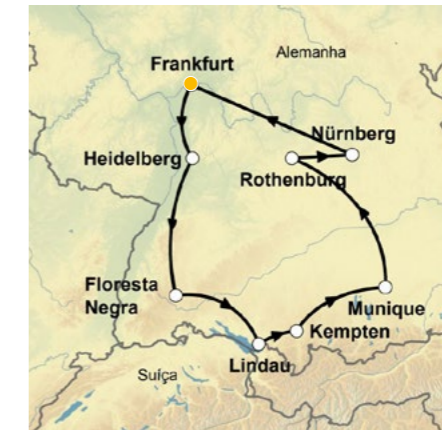 Alemanha
Frankfurt
Nürnberg
Heidelberg
Rothenburg
Floresta
Negra
Munique
Kempten
Lindau
Suíça